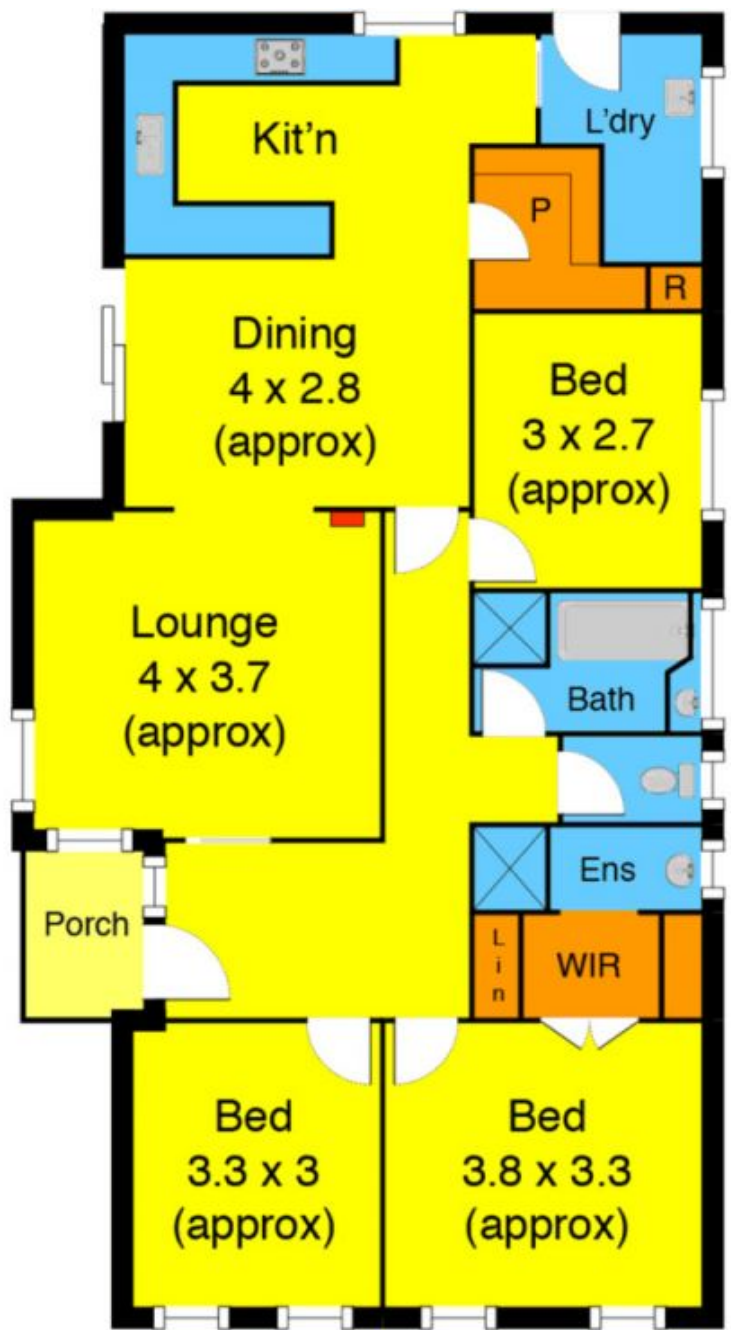 Kit'n
L'dry
P
R
Dining
4 x 2.8
(approx)
Bed
3 x 2.7
(approx)
Lounge
4 x 3.7
(approx)
Bath
Ens
Porch
Lin
WIR
Bed
3.3 x 3
(approx)
Bed
3.8 x 3.3
(approx)